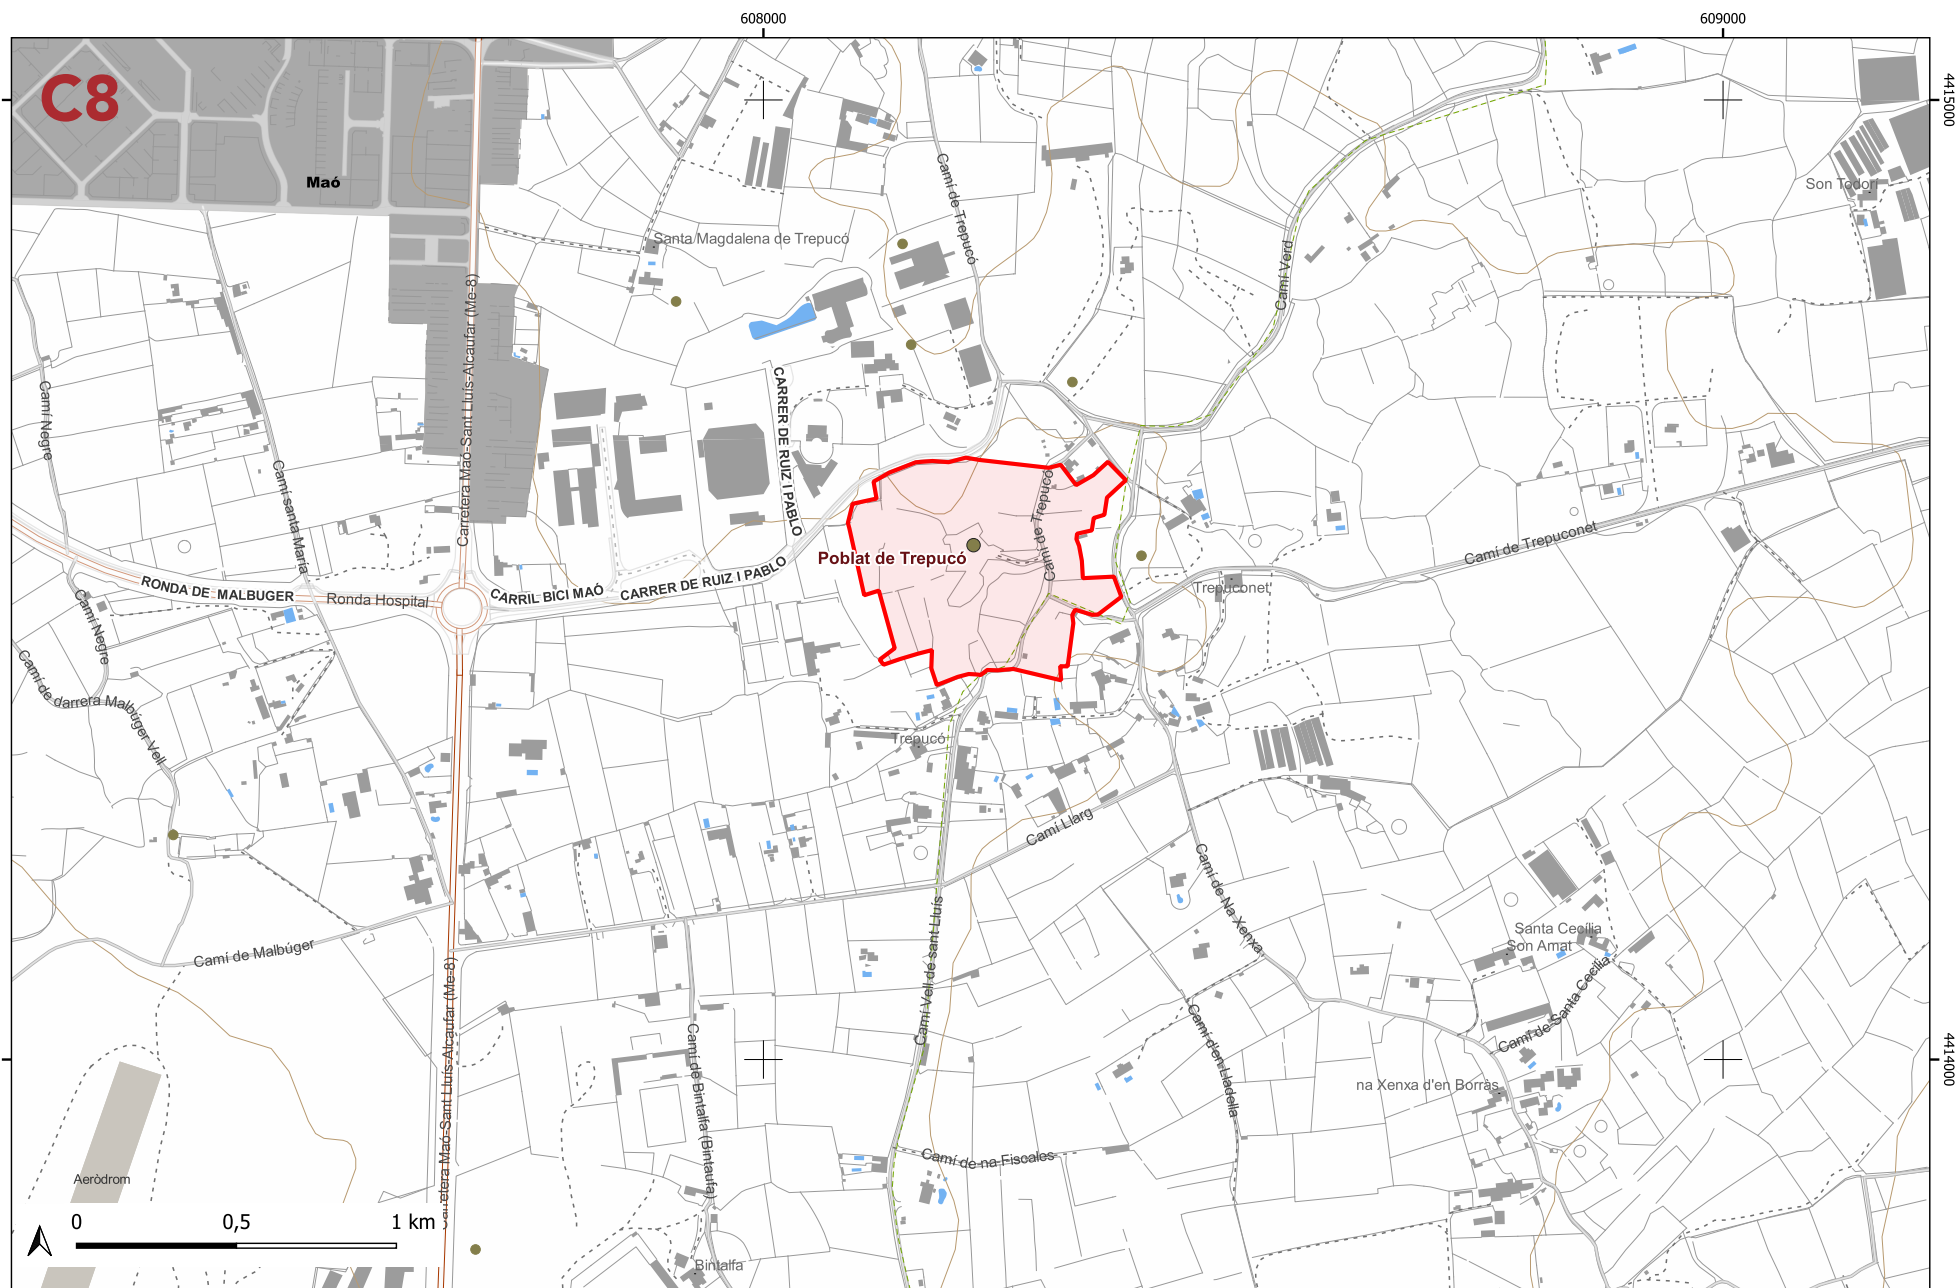 608000
609000
C8
4415000
Maó
Son Todorí
Camí de Trepucó
Santa Magdalena de Trepucó
Camí Verd
Carretera Maó-Sant Lluís-Alcaufar (Me-8)
Camí Negre
CARRER DE RUIZ I PABLO
Camí santa María
Camí de Trepucó
Camí de Trepuconet
Poblat de Trepucó
RONDA DE MALBUGER
Ronda Hospital
CARRIL BICI MAÓ
CARRER DE RUIZ I PABLO
Trepuconet
Camí Negre
Camí de darrera Malbúger Vell
Trepucó
Camí Llarg
Camí de Na Xenxa
Camí de Malbúger
Camí Vell de sant Lluís
Santa Cecília
Son Amat
Camí de Santa Cecília
Carretera Maó-Sant Lluís-Alcaufar (Me-8)
Camí de Bintalfa (Bintaufa)
Camí d'en Lladella
4414000
na Xenxa d'en Borràs
Camí de na Fiscales
Aeròdrom
0 0,5 1 km
Bintalfa